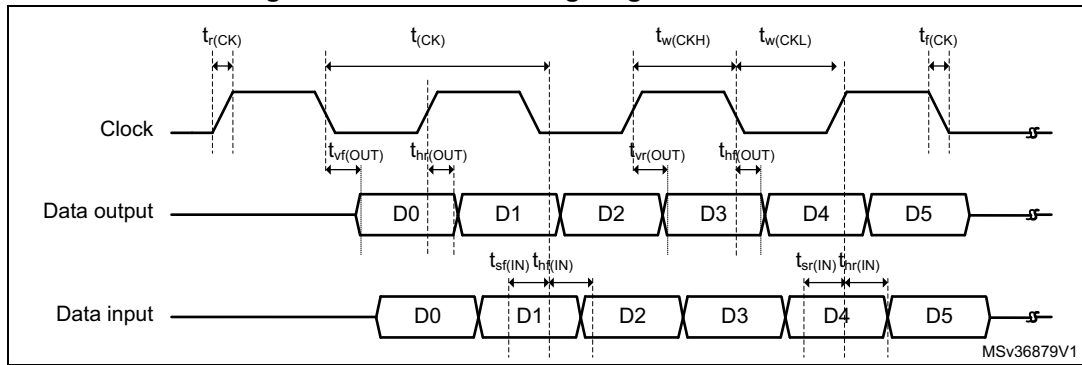 tr(CK) t(CK) tw(CKH) tw(CKL) tf(CK)
Clock
tvf(OUT) thr(OUT) tvr(OUT) thf(OUT)
Data output D0 D1 D2 D3 D4 D5
tsf(IN) thf(IN) tsr(IN) thr(IN)
Data input D0 D1 D2 D3 D4 D5
MSv36879V1